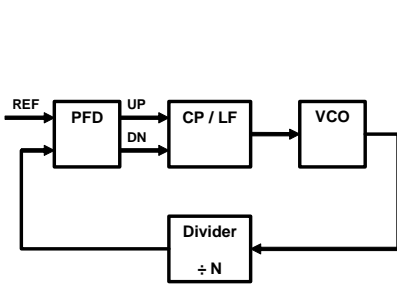 REF
PFD
UP
DN
CP / LF
VCO
Divider
÷ N